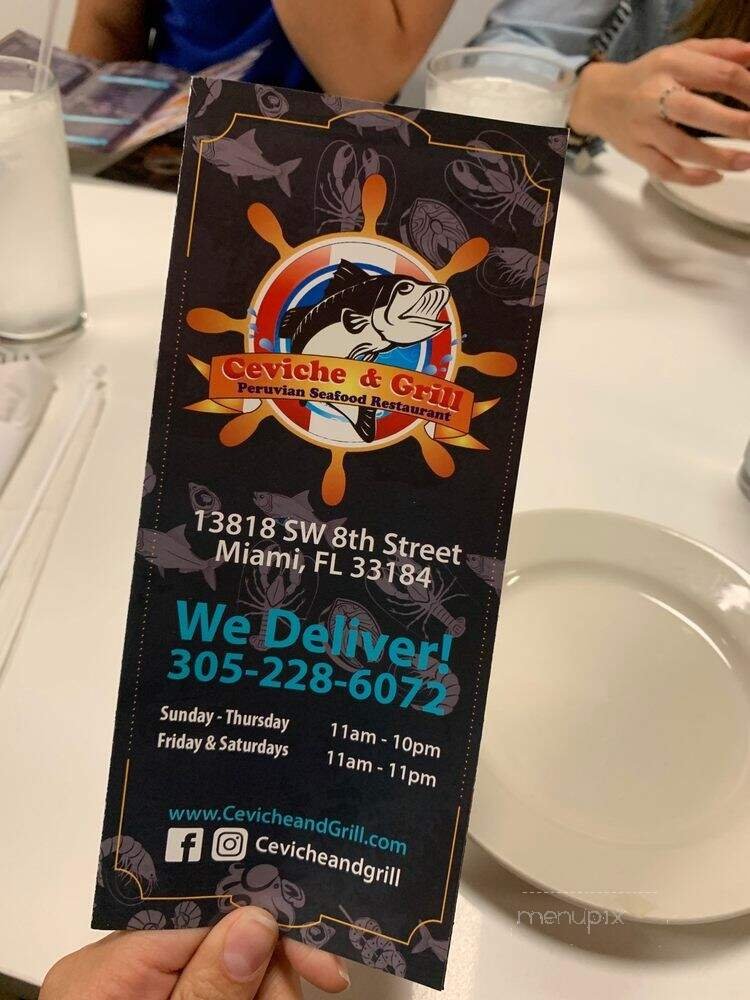 Ceviche & Grill
Peruvian Seafood Restaurant
13818 SW 8th Street
Miami, FL 33184
We Deliver!
305-228-6072
Sunday - Thursday 11am - 10pm
Friday & Saturdays 11am - 11pm
www.CevicheandGrill.com
f Cevicheandgrill
menupix